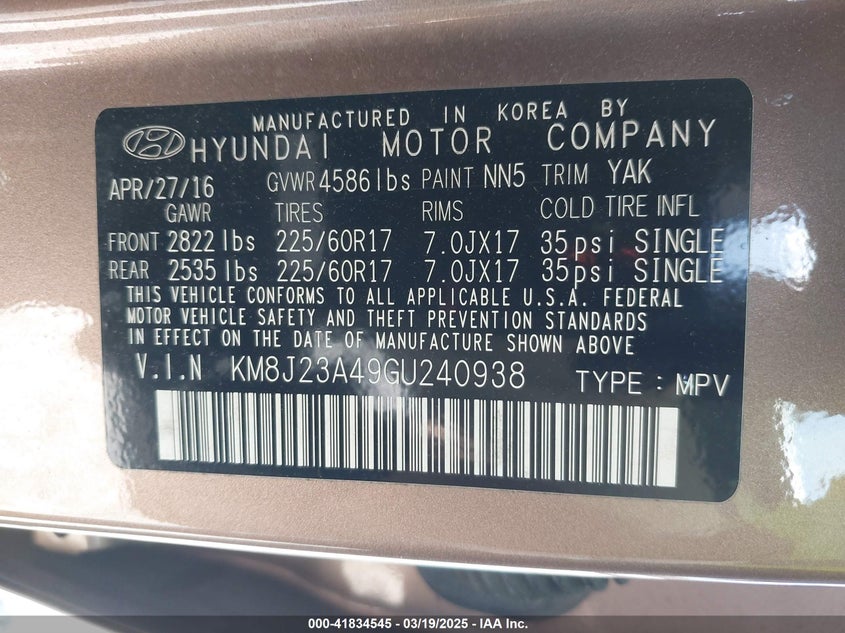 MANUFACTURED IN KOREA BY
HYUNDAI MOTOR COMPANY
APR/27/16 GVWR 4586lbs PAINT NN5 TRIM YAK
GAWR TIRES RIMS COLD TIRE INFL
FRONT 2822 lbs 225/60R17 7.0JX17 35psi SINGLE
REAR 2535 lbs 225/60R17 7.0JX17 35psi SINGLE
THIS VEHICLE CONFORMS TO ALL APPLICABLE U.S.A. FEDERAL
MOTOR VEHICLE SAFETY AND THEFT PREVENTION STANDARDS
IN EFFECT ON THE DATE OF MANUFACTURE SHOWN ABOVE
V.I.N KM8J23A49GU240938 TYPE : MPV
000-41834545 - 03/19/2025 - IAA Inc.